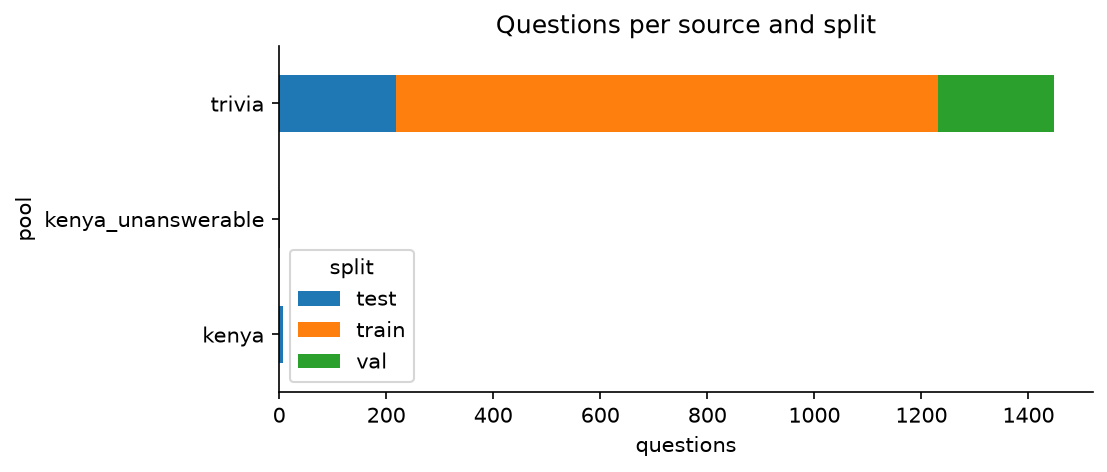 Questions per source and split
trivia
kenya_unanswerable
kenya
pool
split
test
train
val
0 200 400 600 800 1000 1200 1400
questions